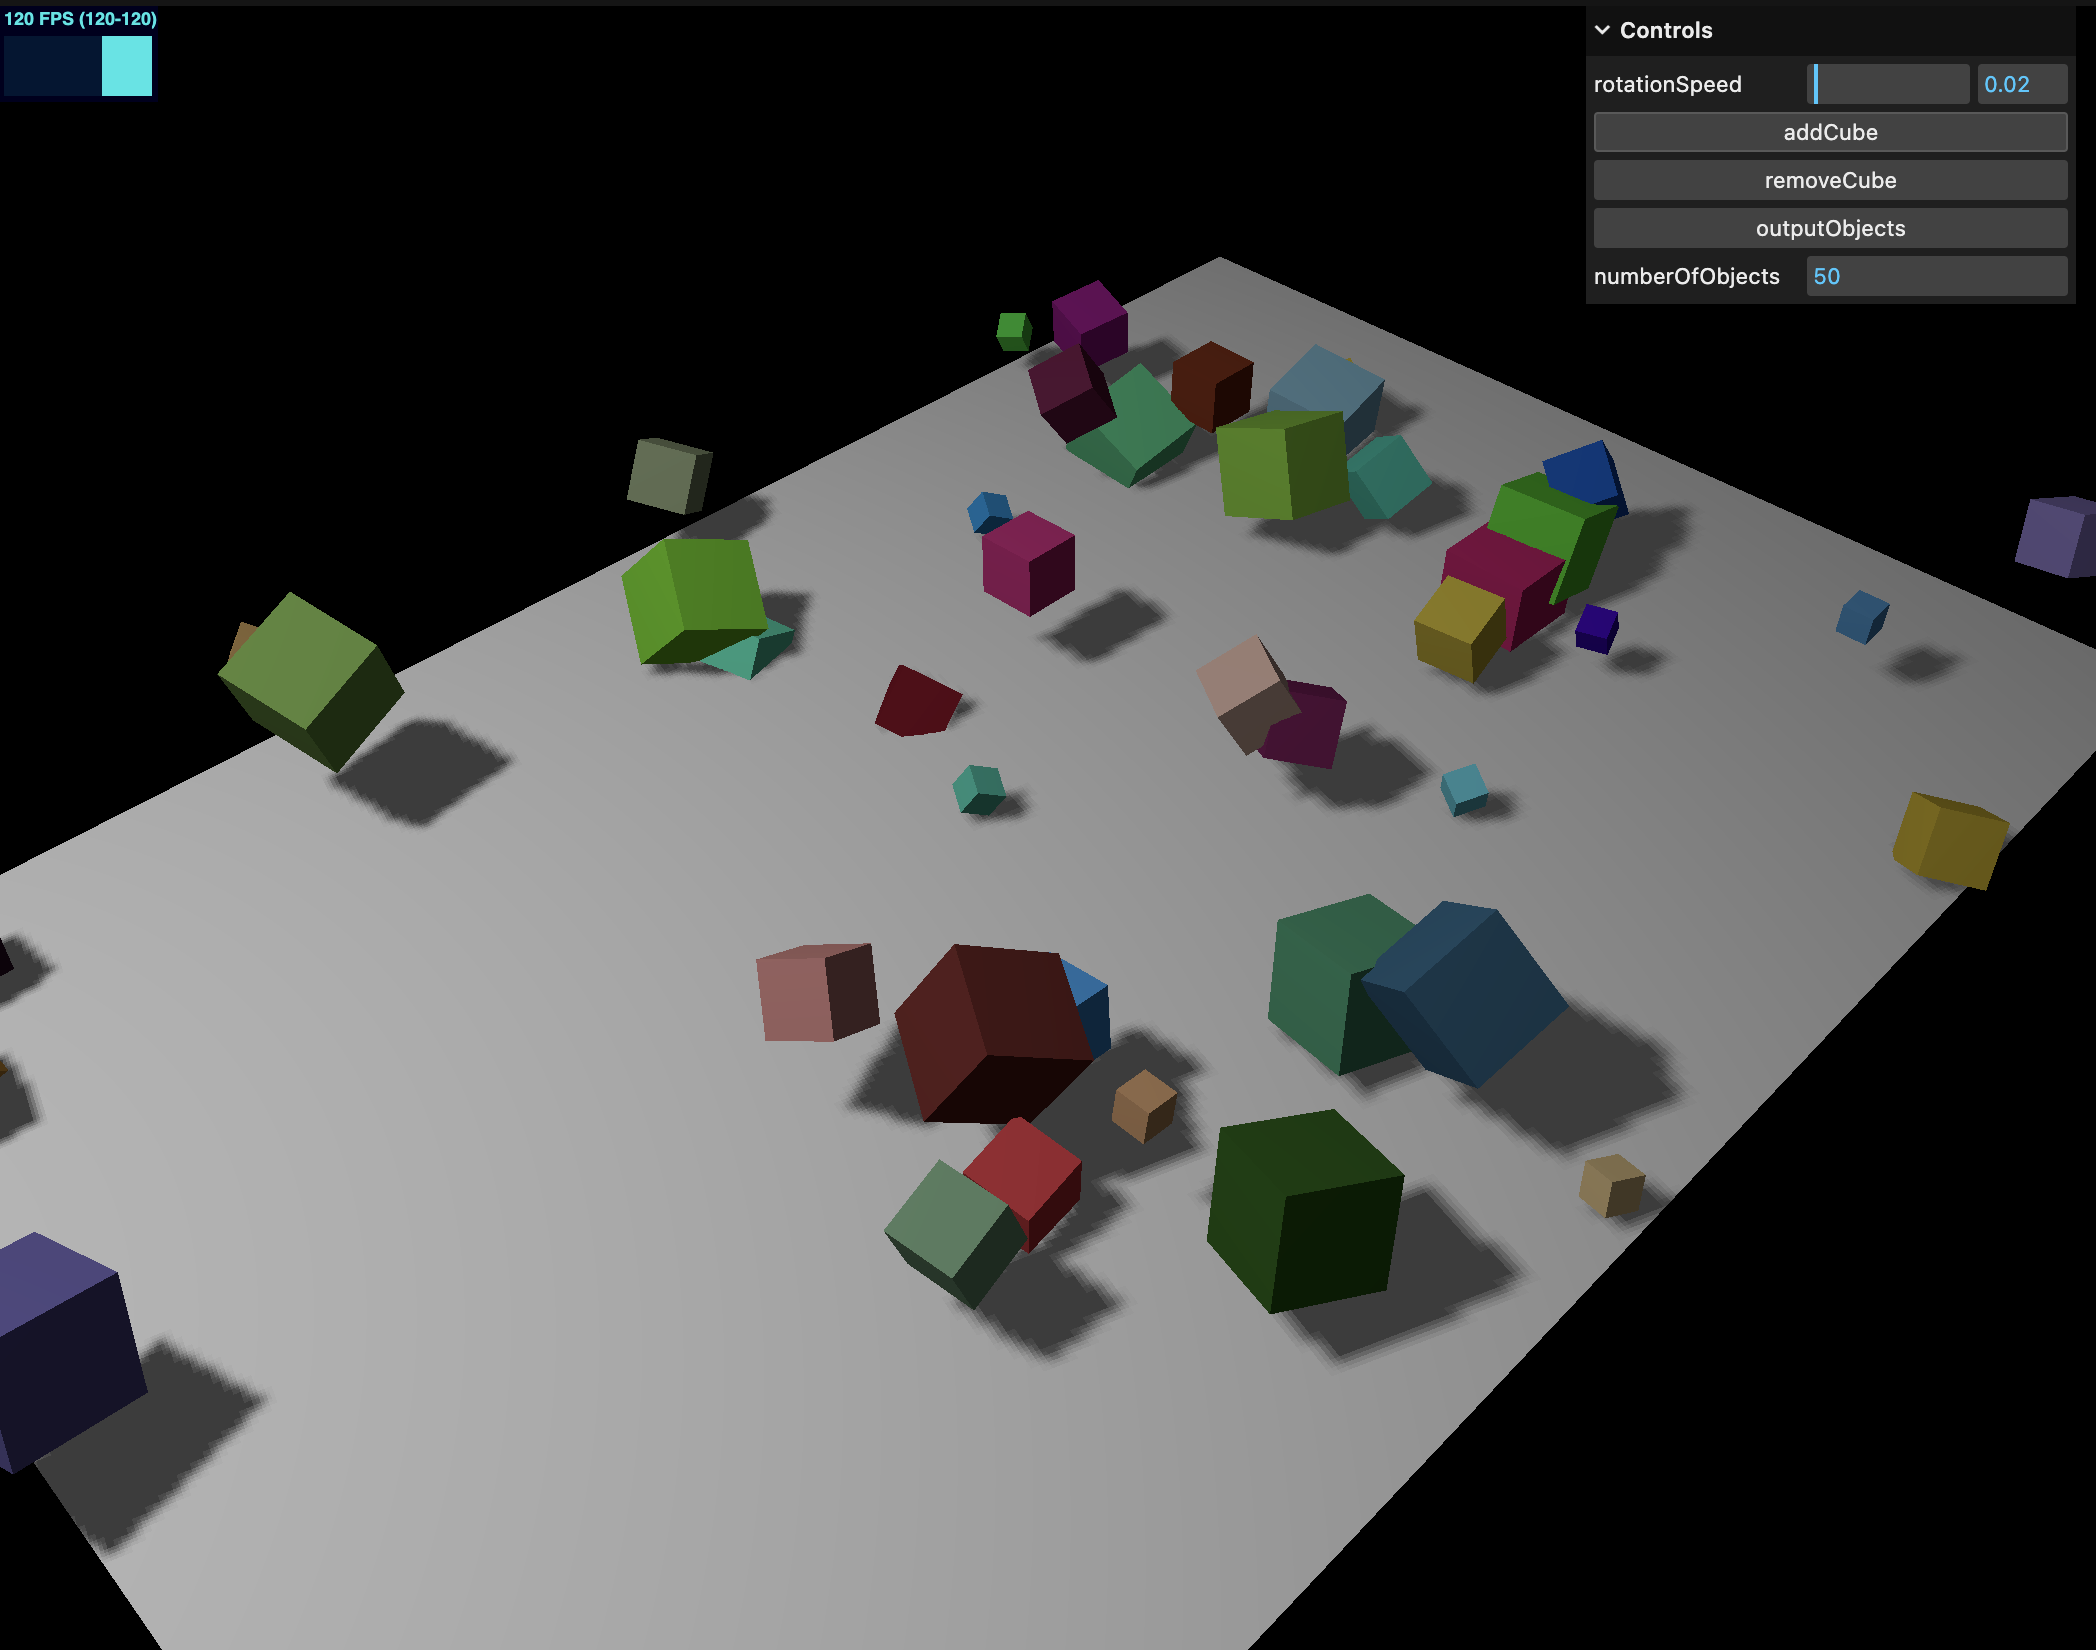 120 FPS (120-120)
Controls
rotationSpeed 0.02
addCube
removeCube
outputObjects
numberOfObjects 50